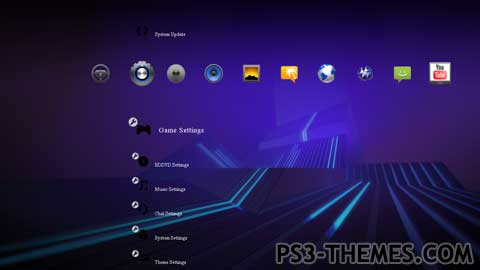 System Update
You
Tube
Game Settings
BD/DVD Settings
Music Settings
Chat Settings
System Settings
Theme Settings
PS3-THEMES.COM